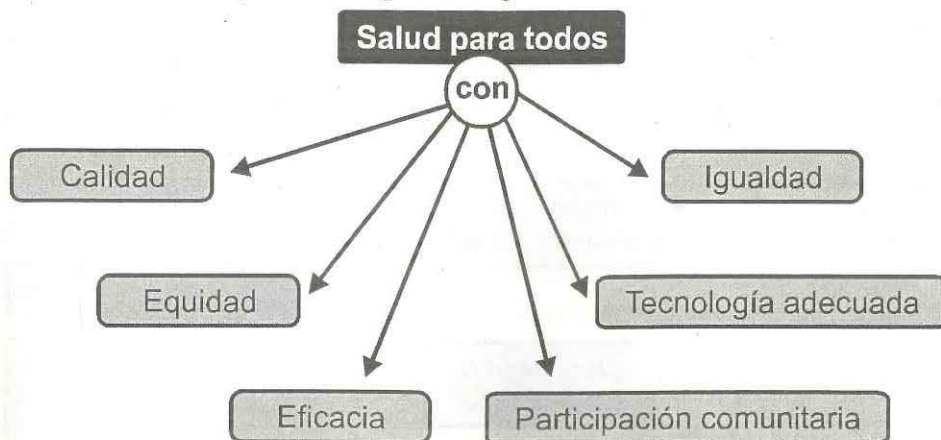 Salud para todos
con
Calidad
Igualdad
Equidad
Tecnología adecuada
Eficacia
Participación comunitaria